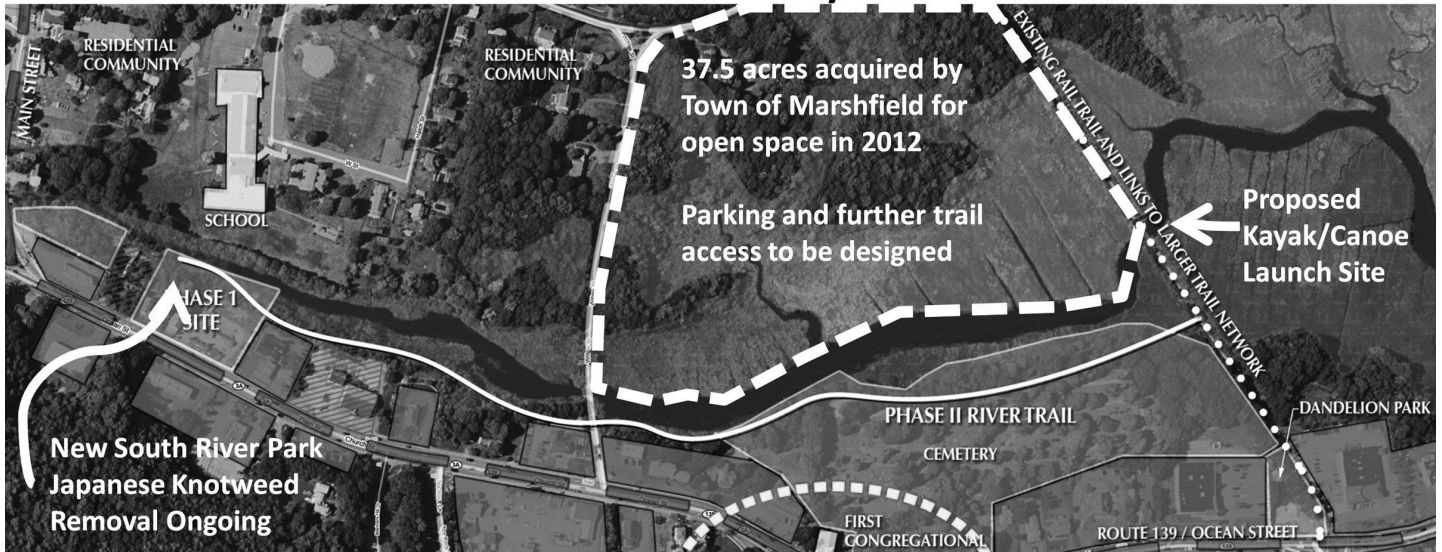 RESIDENTIAL
COMMUNITY
MAIN STREET
SCHOOL
RESIDENTIAL
COMMUNITY
37.5 acres acquired by
Town of Marshfield for
open space in 2012
Parking and further trail
access to be designed
EXISTING RAIL TRAIL AND LINKS TO LARGER TRAIL NETWORK
Proposed
Kayak/Canoe
Launch Site
HASE 1
SITE
New South River Park
Japanese Knotweed
Removal Ongoing
3A
3A
PHASE II RIVER TRAIL
CEMETERY
DANDELION PARK
FIRST
CONGREGATIONAL
ROUTE 139 / OCEAN STREET